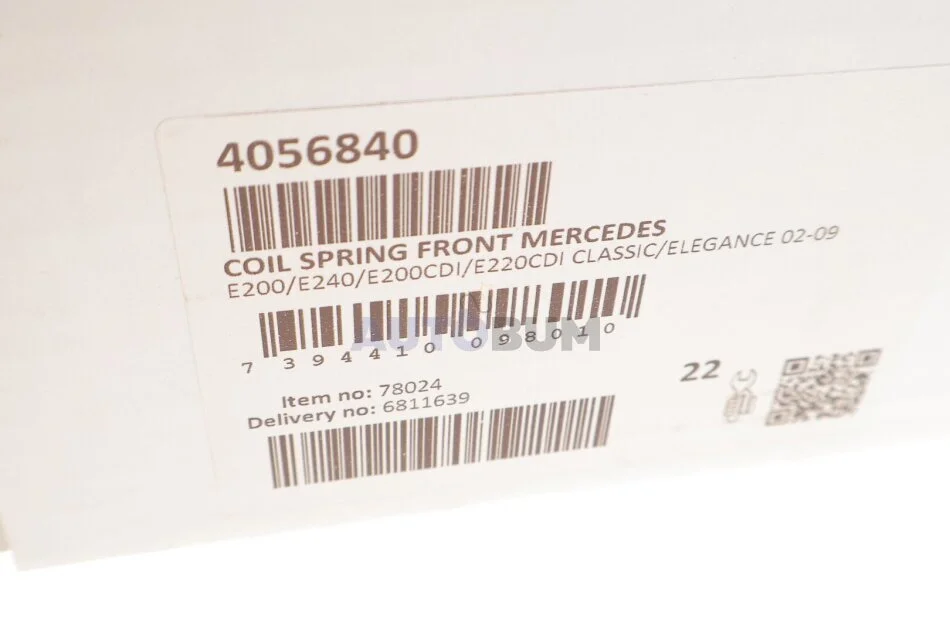 4056840
COIL SPRING FRONT MERCEDES
E200/E240/E200CDI/E220CDI CLASSIC/ELEGANCE 02-09
AUTOBUM
7 394410 098010
Item no: 78024
Delivery no: 6811639
22